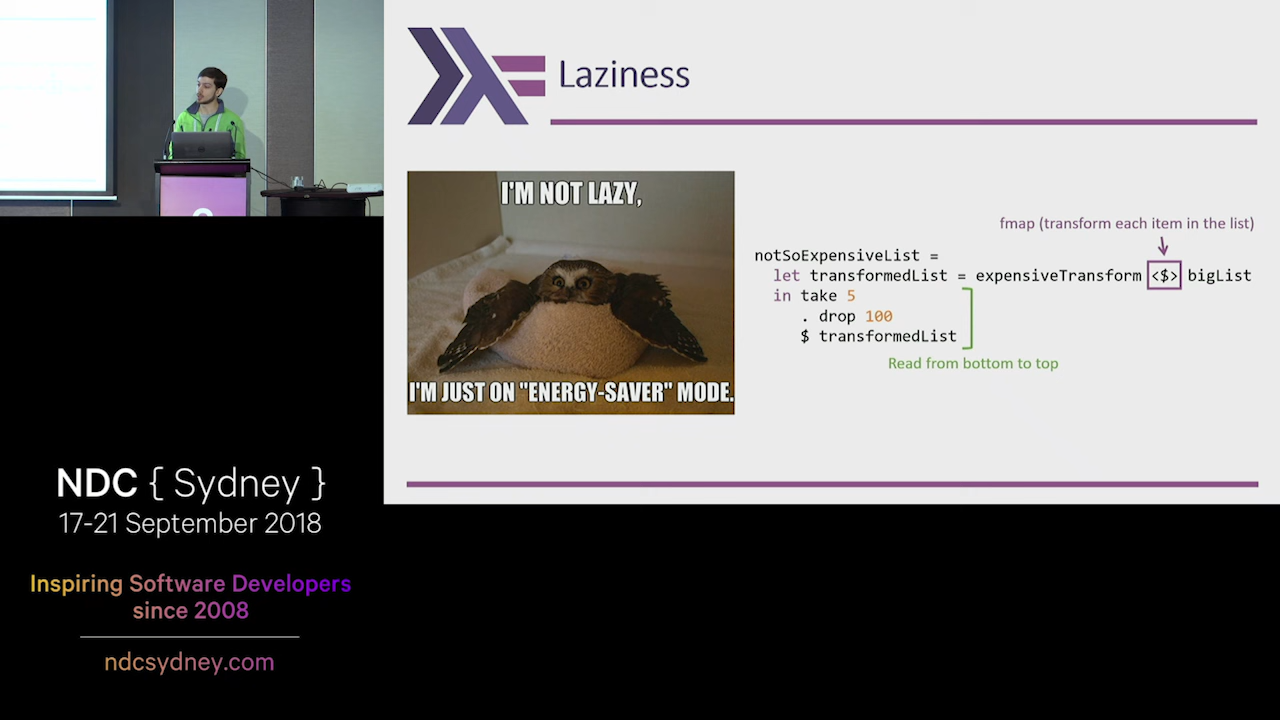 Laziness
I'M NOT LAZY,
I'M JUST ON "ENERGY-SAVER" MODE.
fmap (transform each item in the list)
notSoExpensiveList =
let transformedList = expensiveTransform <$> bigList
in take 5
. drop 100
$ transformedList
Read from bottom to top
NDC { Sydney }
17-21 September 2018
Inspiring Software Developers
since 2008
ndcsydney.com